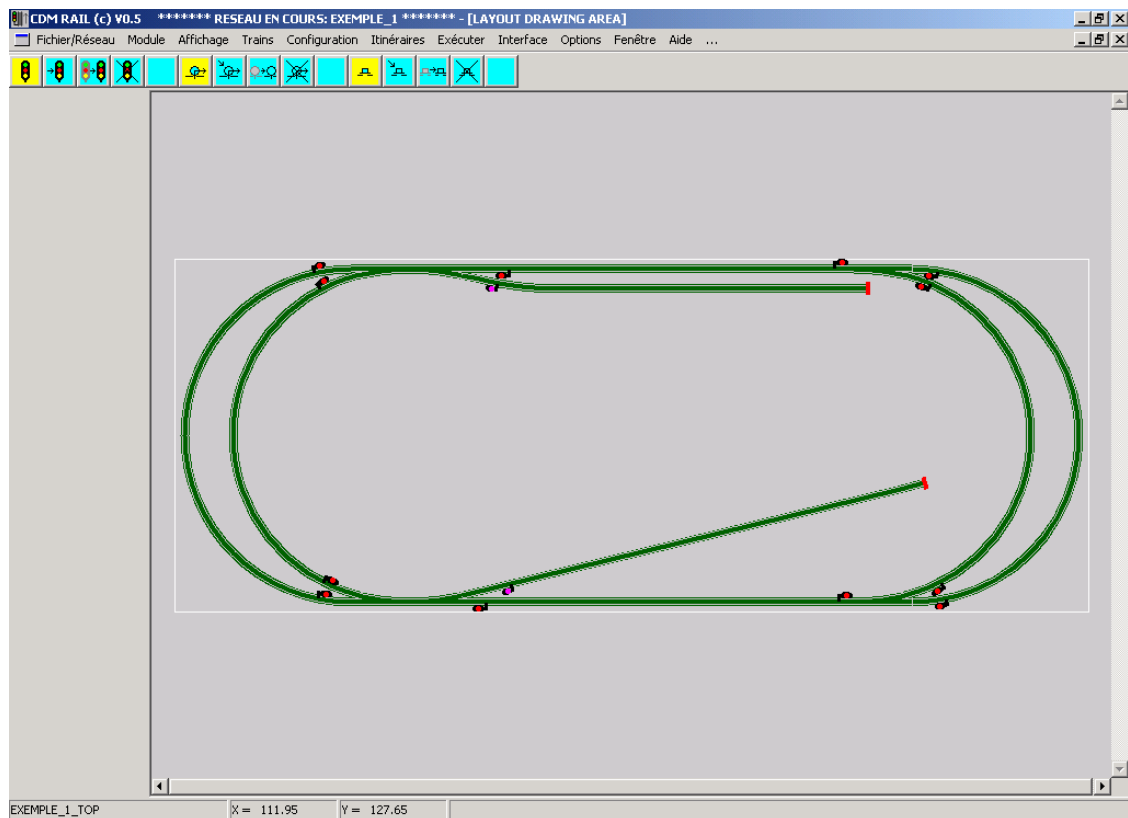 CDM RAIL (c) V0.5 ******* RESEAU EN COURS: EXEMPLE_1 ******* - [LAYOUT DRAWING AREA]
Fichier/Réseau Module Affichage Trains Configuration Itinéraires Exécuter Interface Options Fenêtre Aide ...
EXEMPLE_1_TOP X = 111.95 Y = 127.65